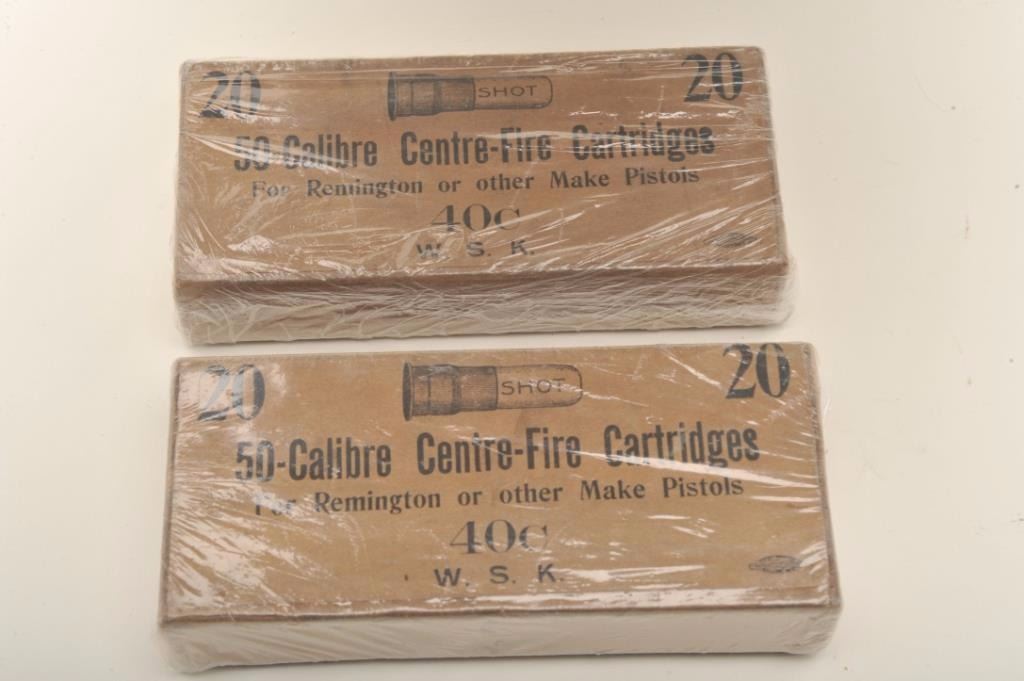 20 SHOT 20
50-Calibre Centre-Fire Cartridges
For Remington or other Make Pistols
40c
W. S. K.
20 SHOT 20
50-Calibre Centre-Fire Cartridges
For Remington or other Make Pistols
40c
W. S. K.